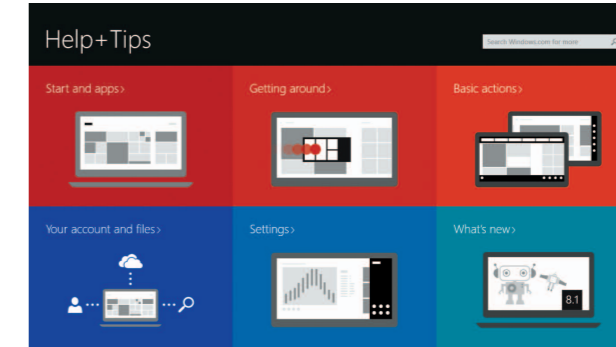 Help+Tips
Search Windows.com for more
Start and apps>
Getting around>
Basic actions>
Your account and files>
Settings>
What's new>
8.1